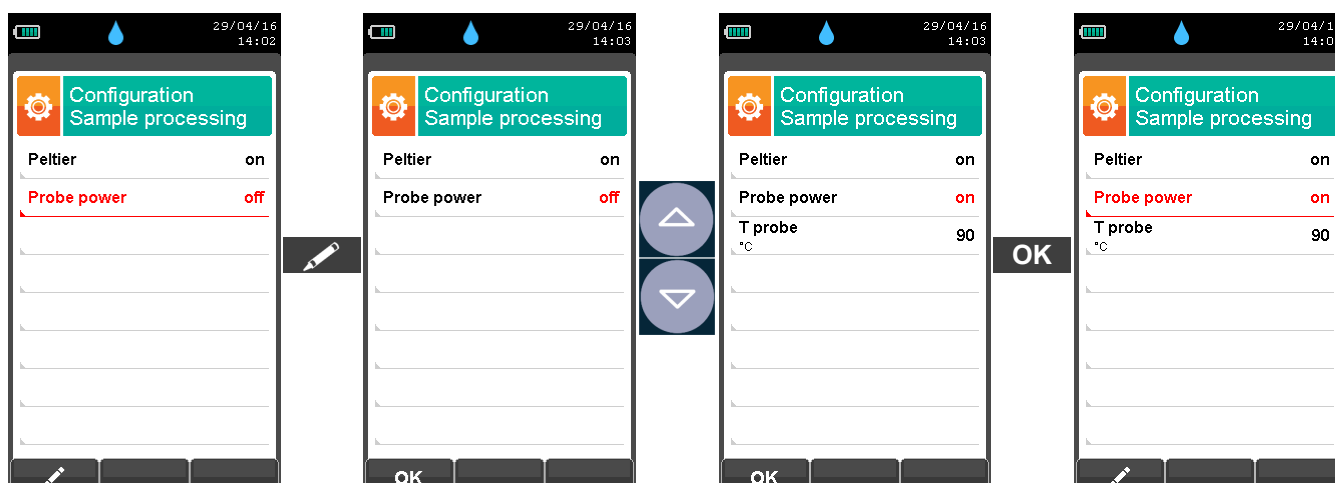 29/04/16
14:02
Configuration
Sample processing
Peltier on
Probe power off
29/04/16
14:03
Configuration
Sample processing
Peltier on
Probe power off
OK
29/04/16
14:03
Configuration
Sample processing
Peltier on
Probe power on
T probe 90
°C
OK
OK
29/04/1
14:0
Configuration
Sample processing
Peltier on
Probe power on
T probe 90
°C